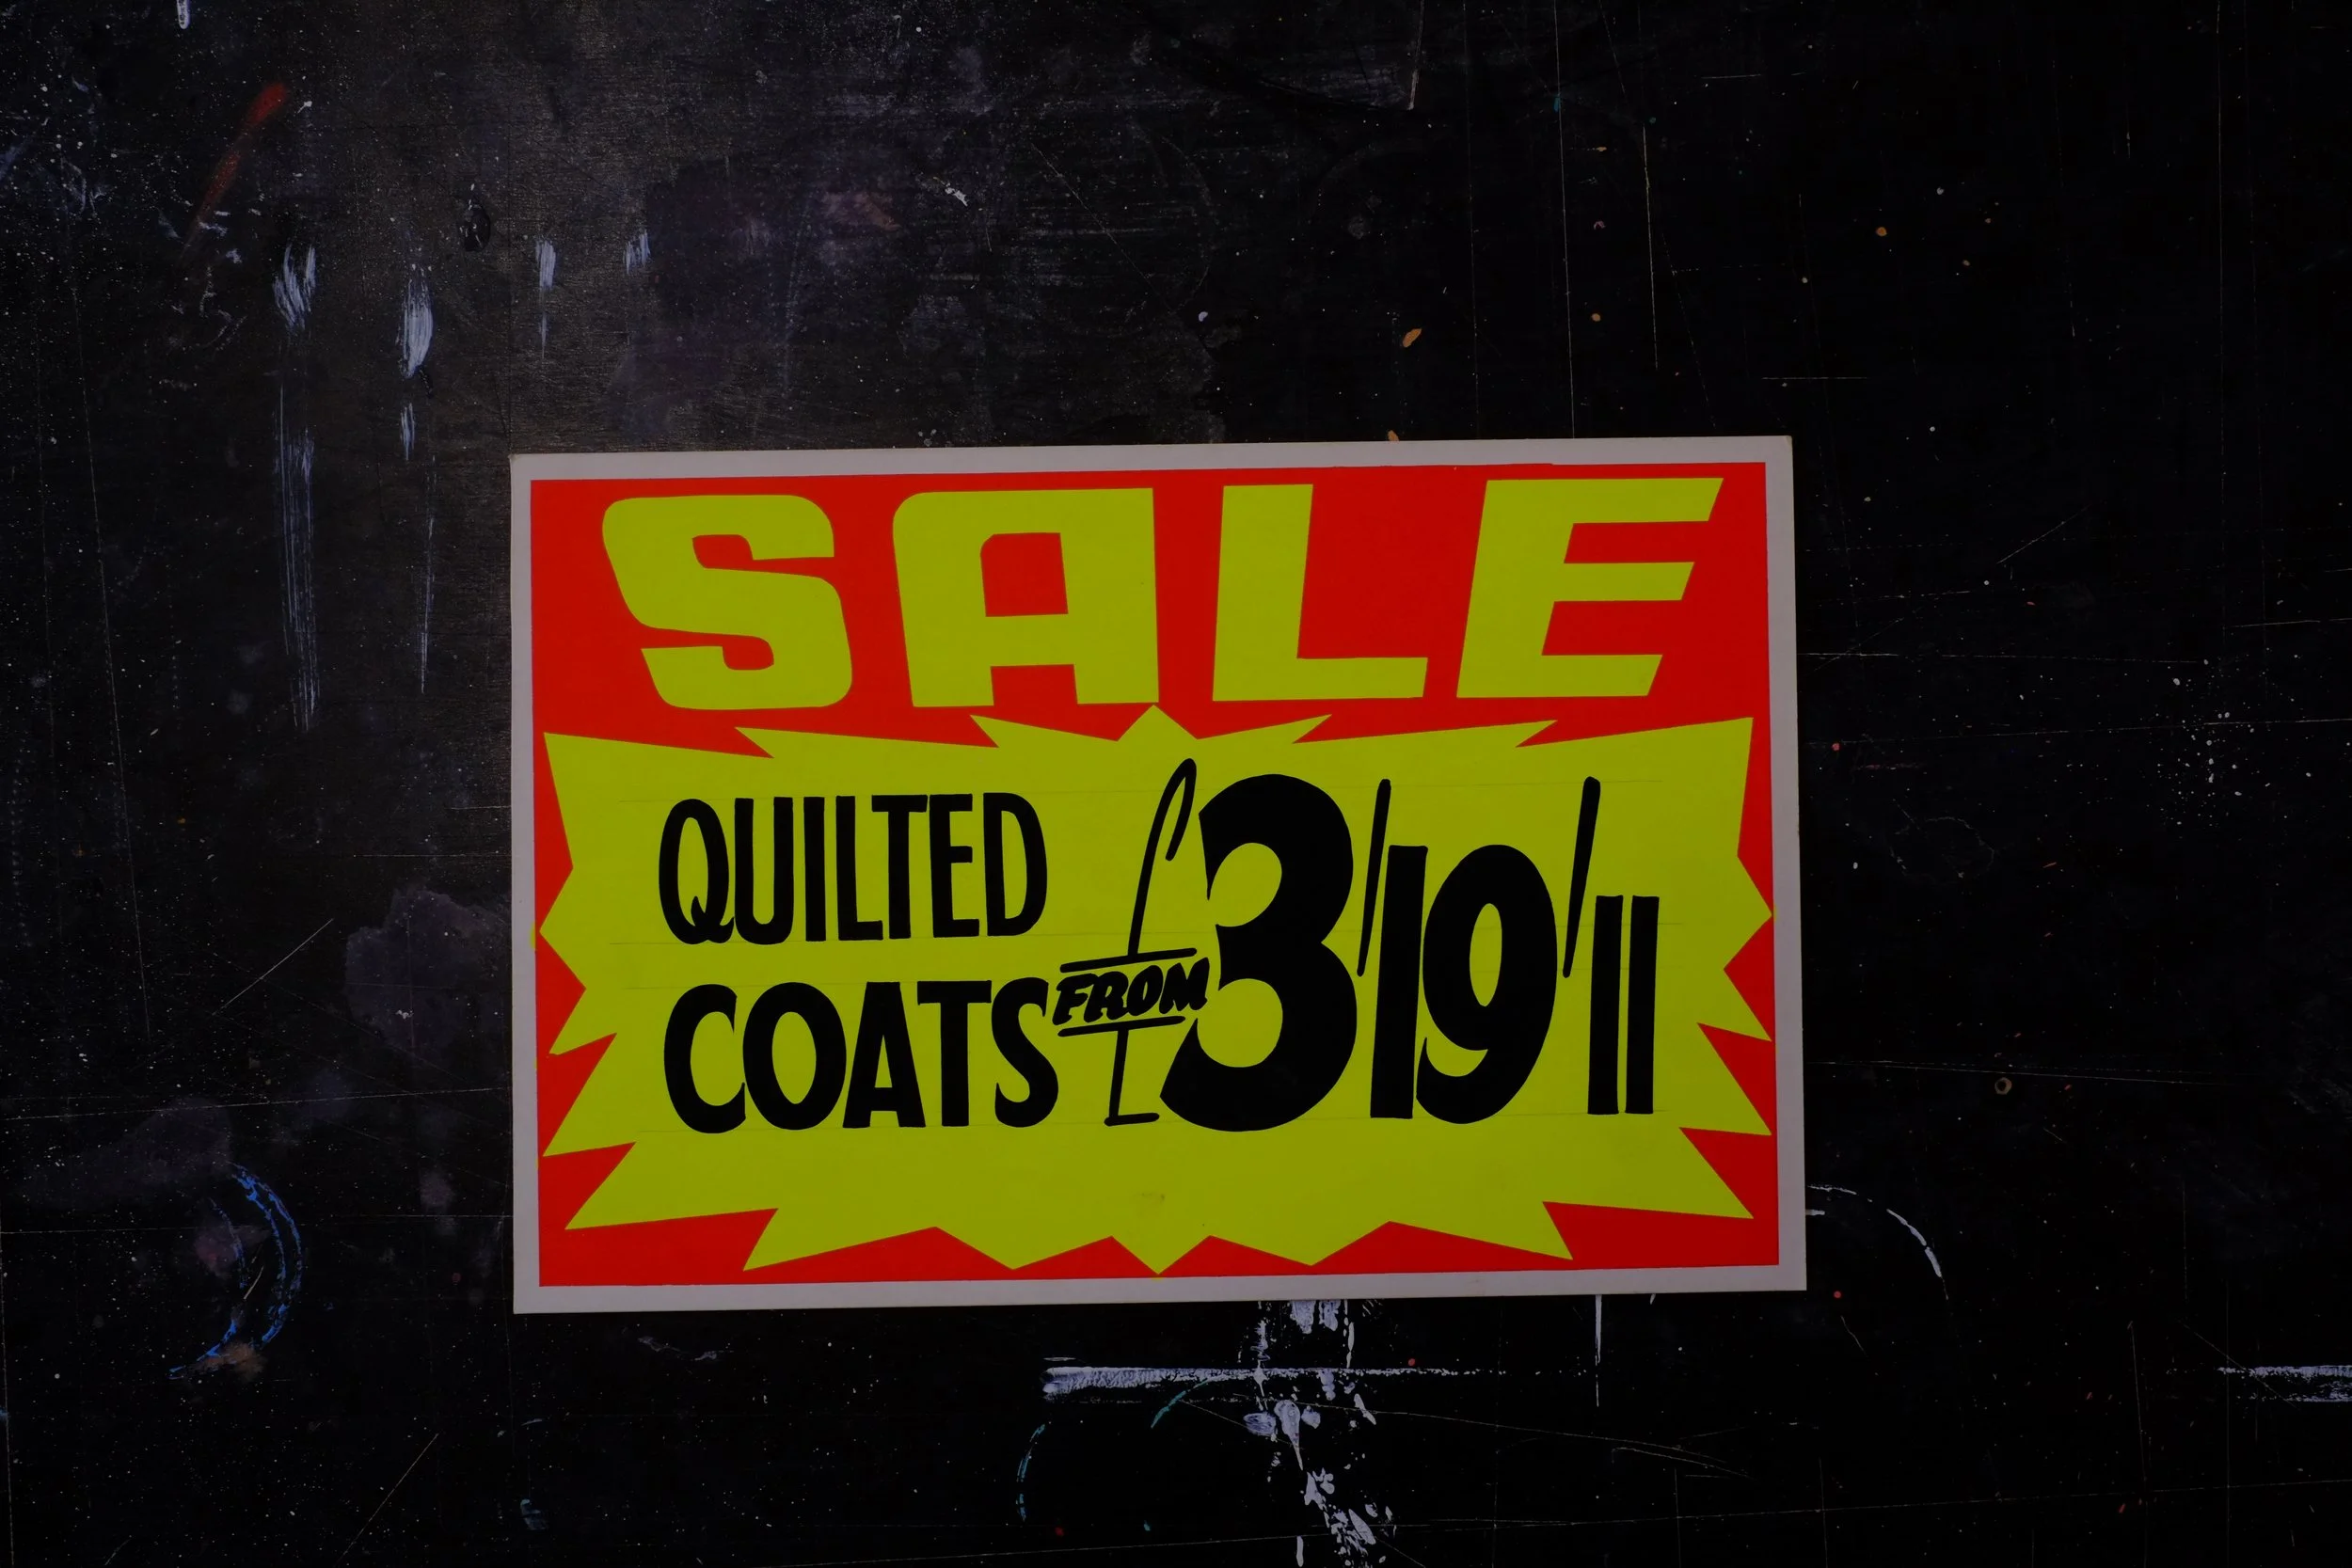 SALE
QUILTED
COATS
FROM
£3/19/11